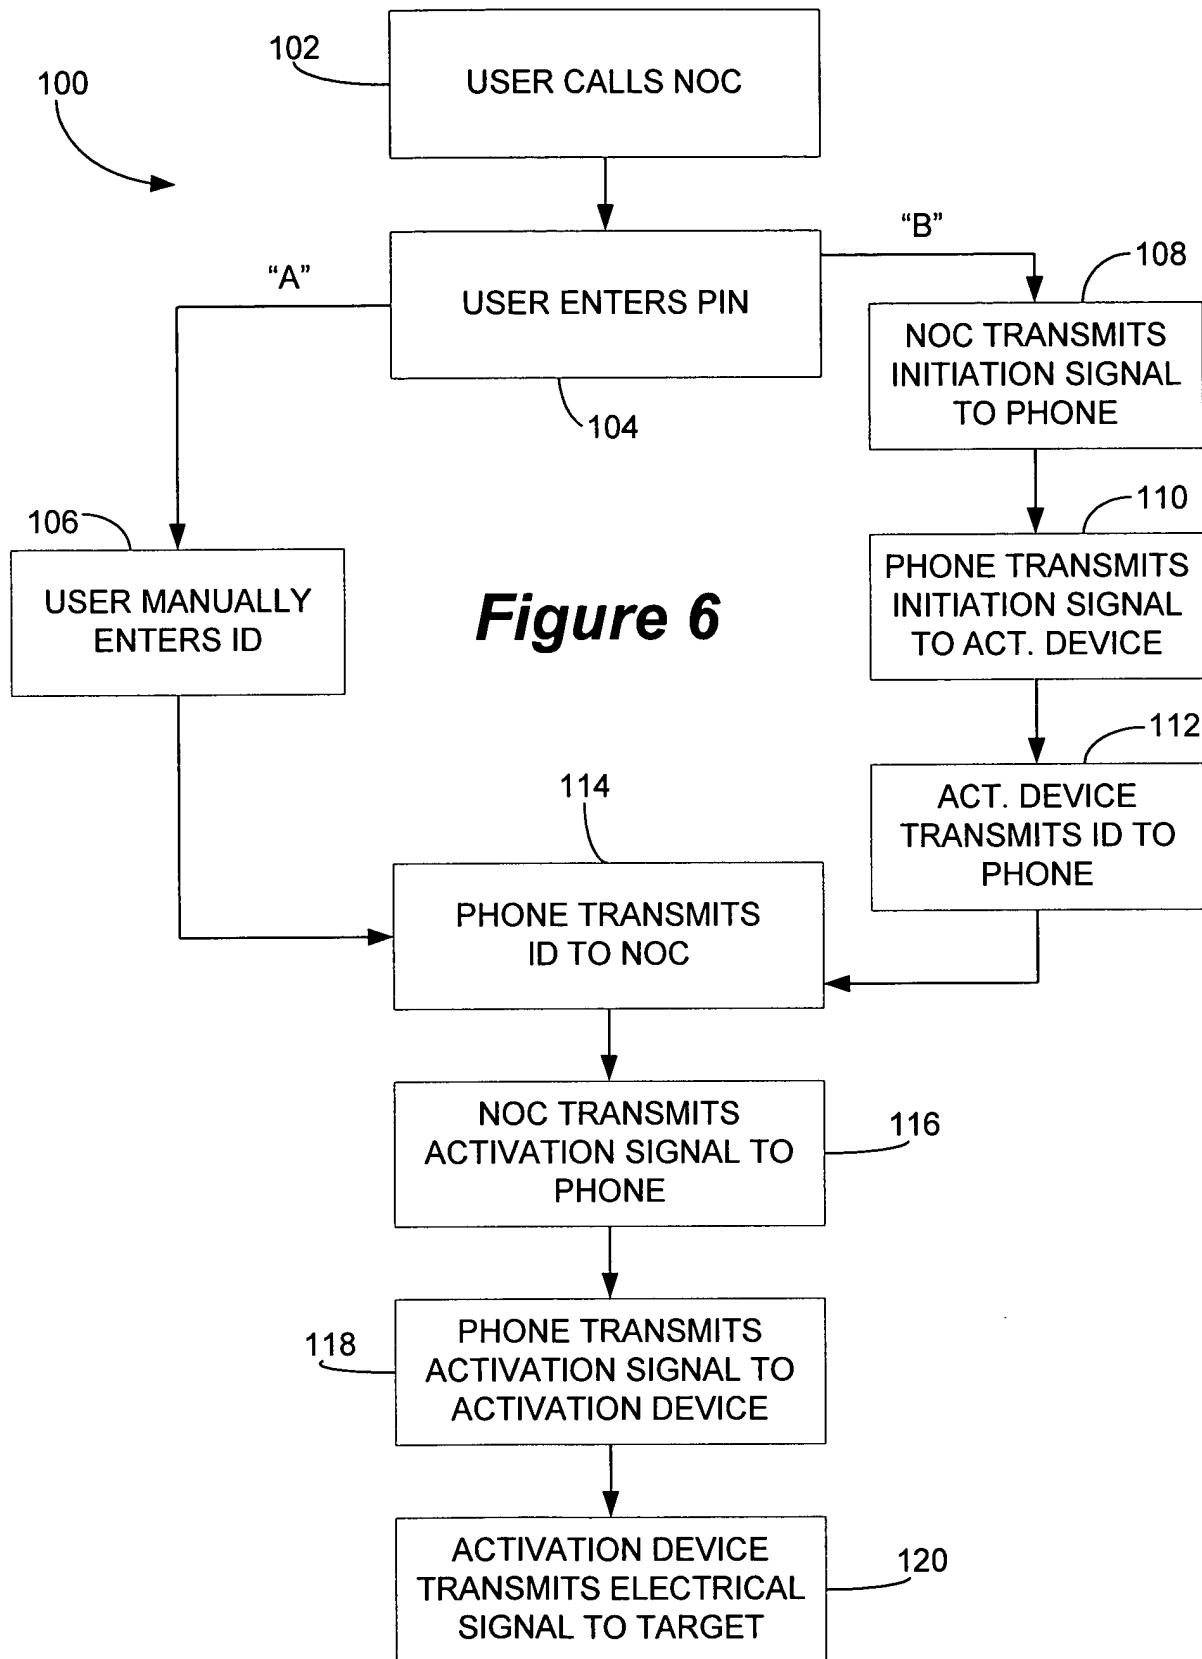 102
USER CALLS NOC
100
"B"
108
"A"
USER ENTERS PIN
NOC TRANSMITS
INITIATION SIGNAL
TO PHONE
104
110
106
PHONE TRANSMITS
INITIATION SIGNAL
TO ACT. DEVICE
USER MANUALLY
ENTERS ID
Figure 6
112
114
ACT. DEVICE
TRANSMITS ID TO
PHONE
PHONE TRANSMITS
ID TO NOC
NOC TRANSMITS
ACTIVATION SIGNAL TO
PHONE
116
118
PHONE TRANSMITS
ACTIVATION SIGNAL TO
ACTIVATION DEVICE
ACTIVATION DEVICE
TRANSMITS ELECTRICAL
SIGNAL TO TARGET
120